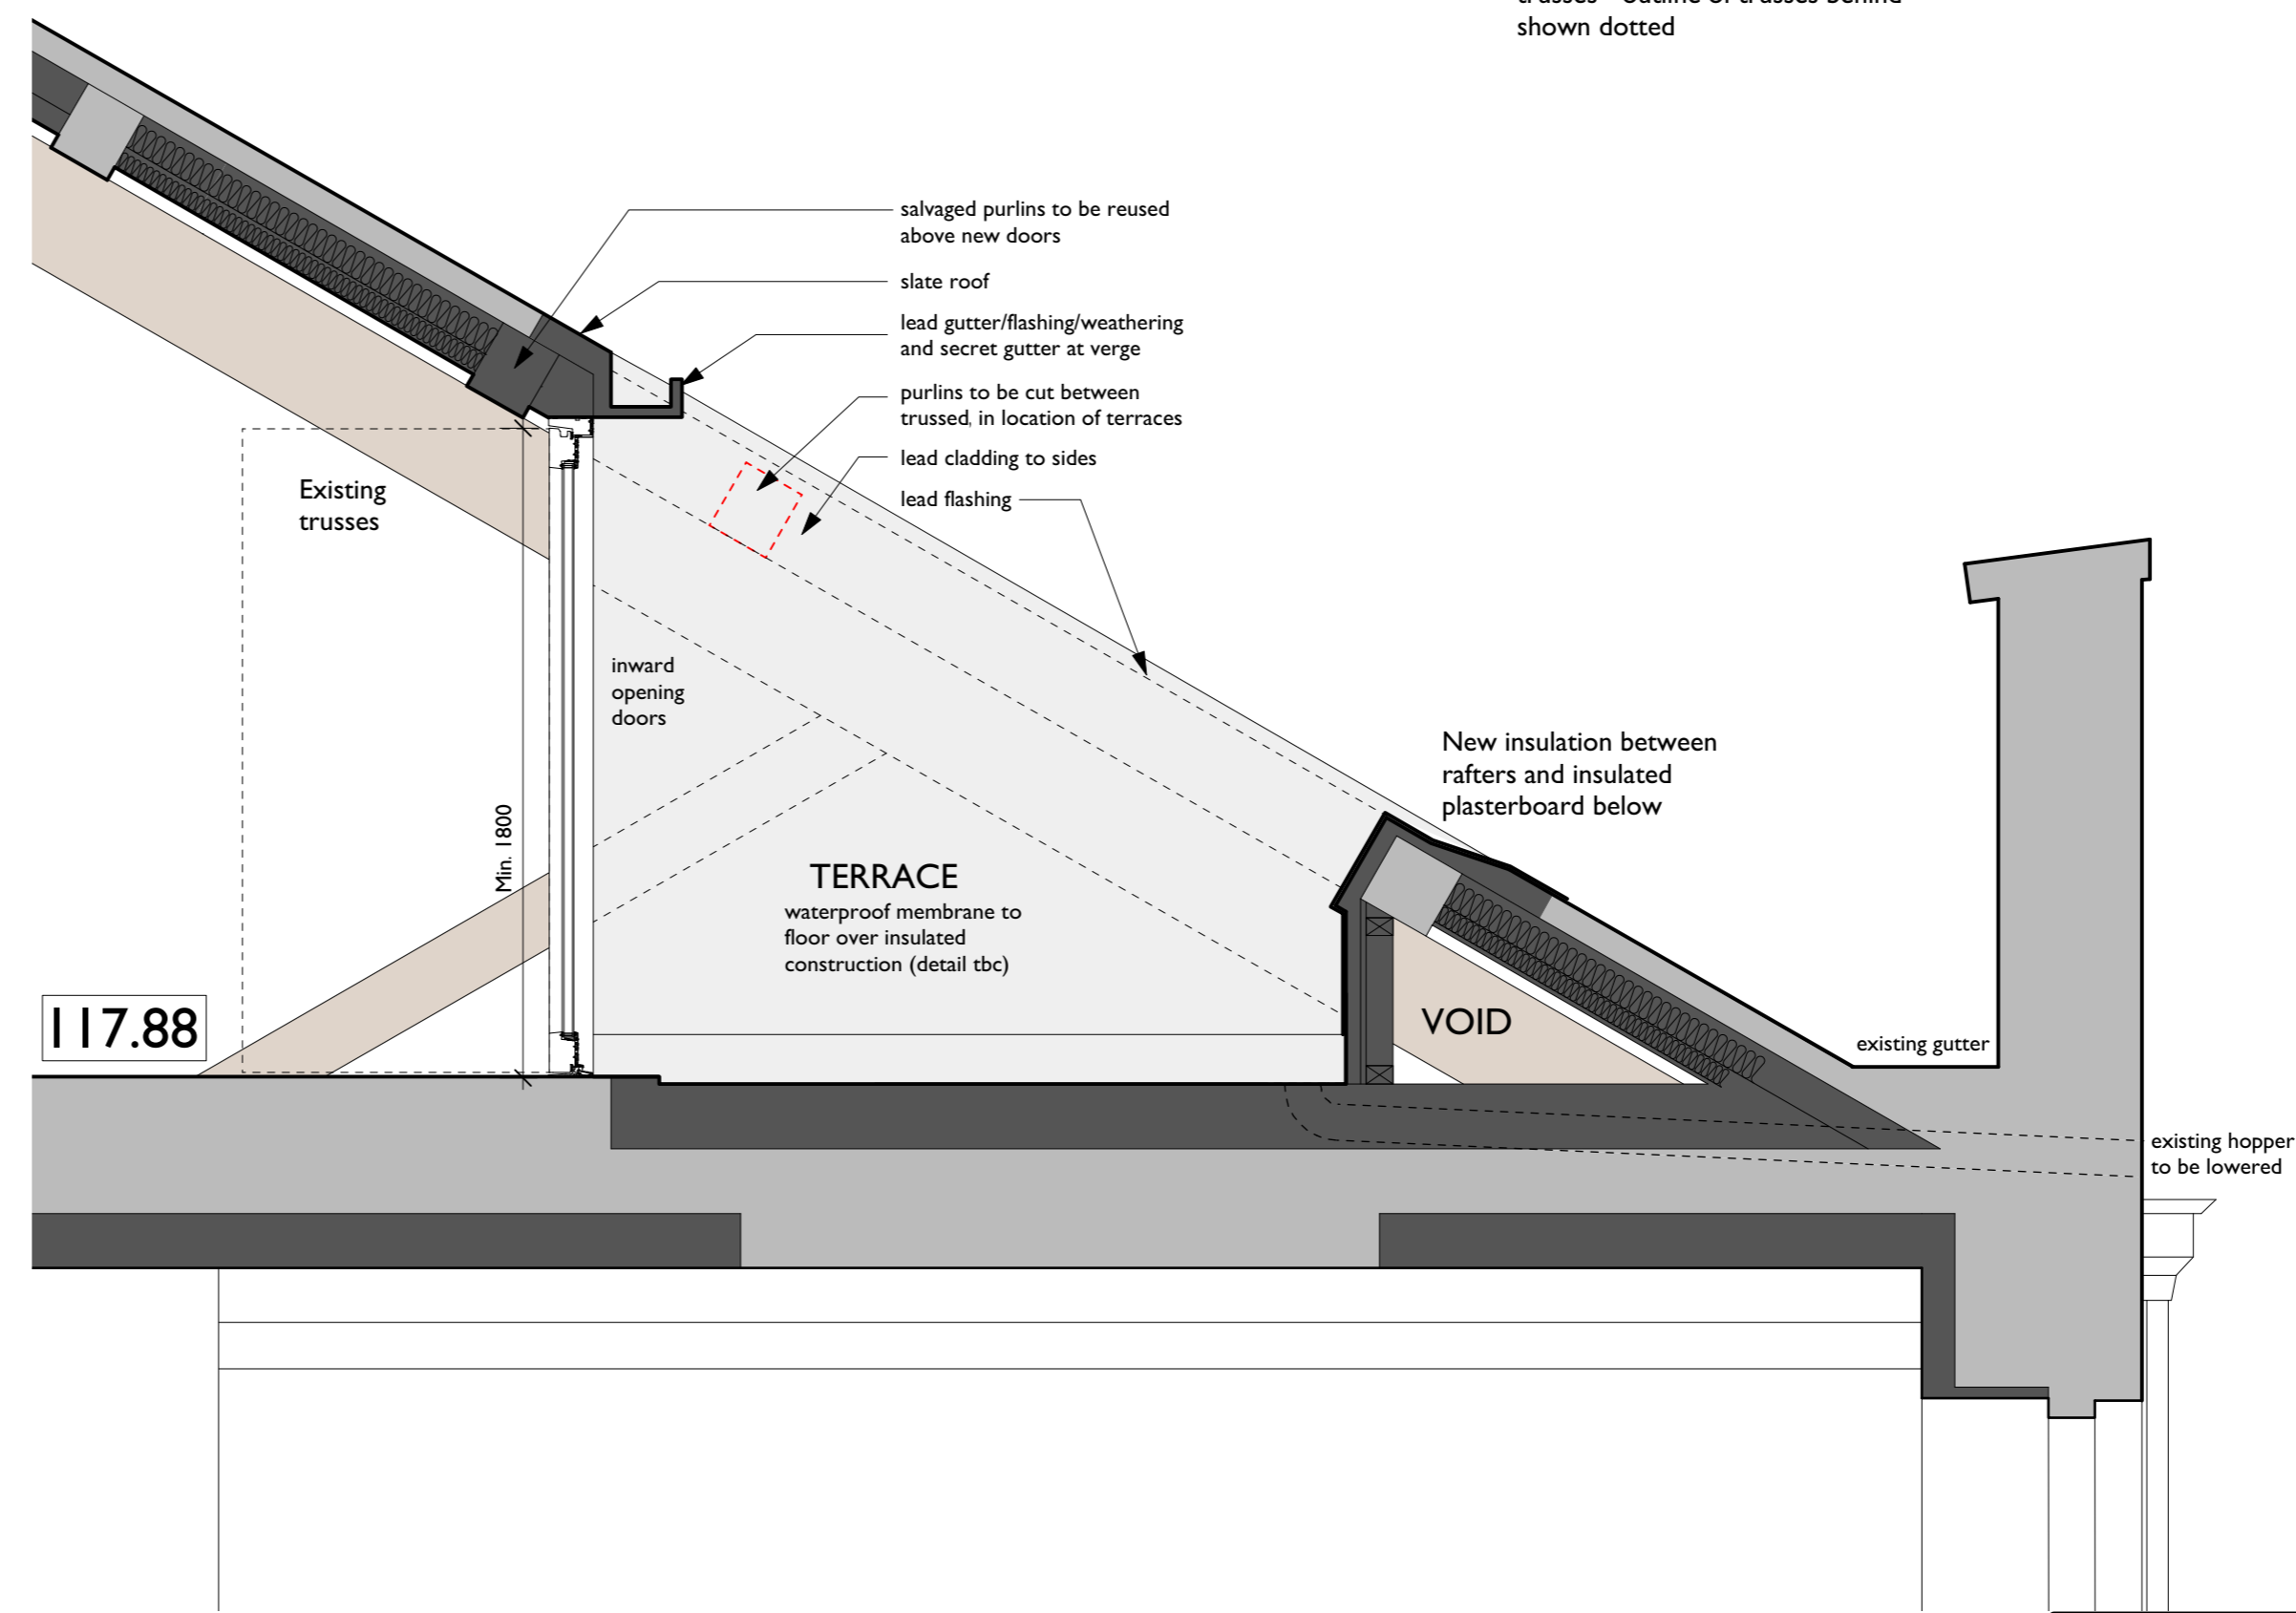 shown dotted
salvaged purlins to be reused
above new doors
slate roof
lead gutter/flashing/weathering
and secret gutter at verge
purlins to be cut between
trussed, in location of terraces
lead cladding to sides
lead flashing
Existing
trusses
inward
opening
doors
Min. 1800
New insulation between
rafters and insulated
plasterboard below
TERRACE
waterproof membrane to
floor over insulated
construction (detail tbc)
117.88
VOID
existing gutter
existing hopper
to be lowered